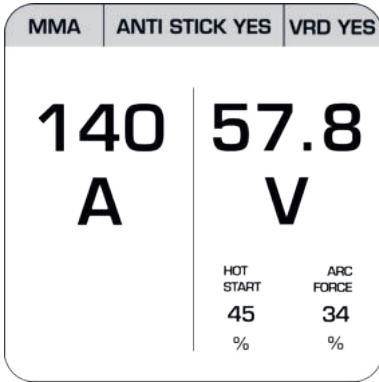 MMA ANTI STICK YES VRD YES
140 57.8
A V
HOT ARC
START FORCE
45 34
% %